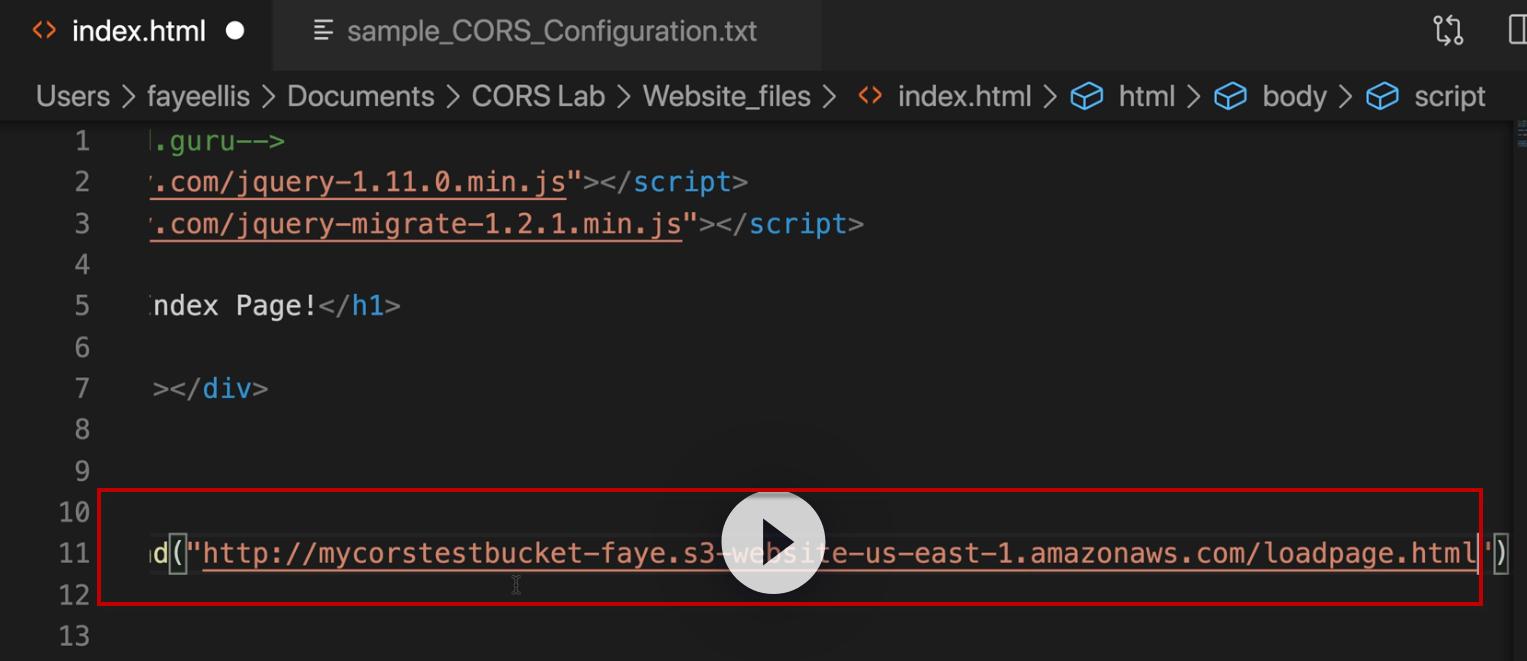 index.html
sample_CORS_Configuration.txt
Users > fayeellis > Documents > CORS Lab > Website_files > index.html > html > body > script
1 .guru-->
2 .com/jquery-1.11.0.min.js"></script>
3 .com/jquery-migrate-1.2.1.min.js"></script>
4
5 ndex Page!</h1>
6
7 ></div>
8
9
10
11 d("http://mycorstestbucket-faye.s3-website-us-east-1.amazonaws.com/loadpage.html")
12
13